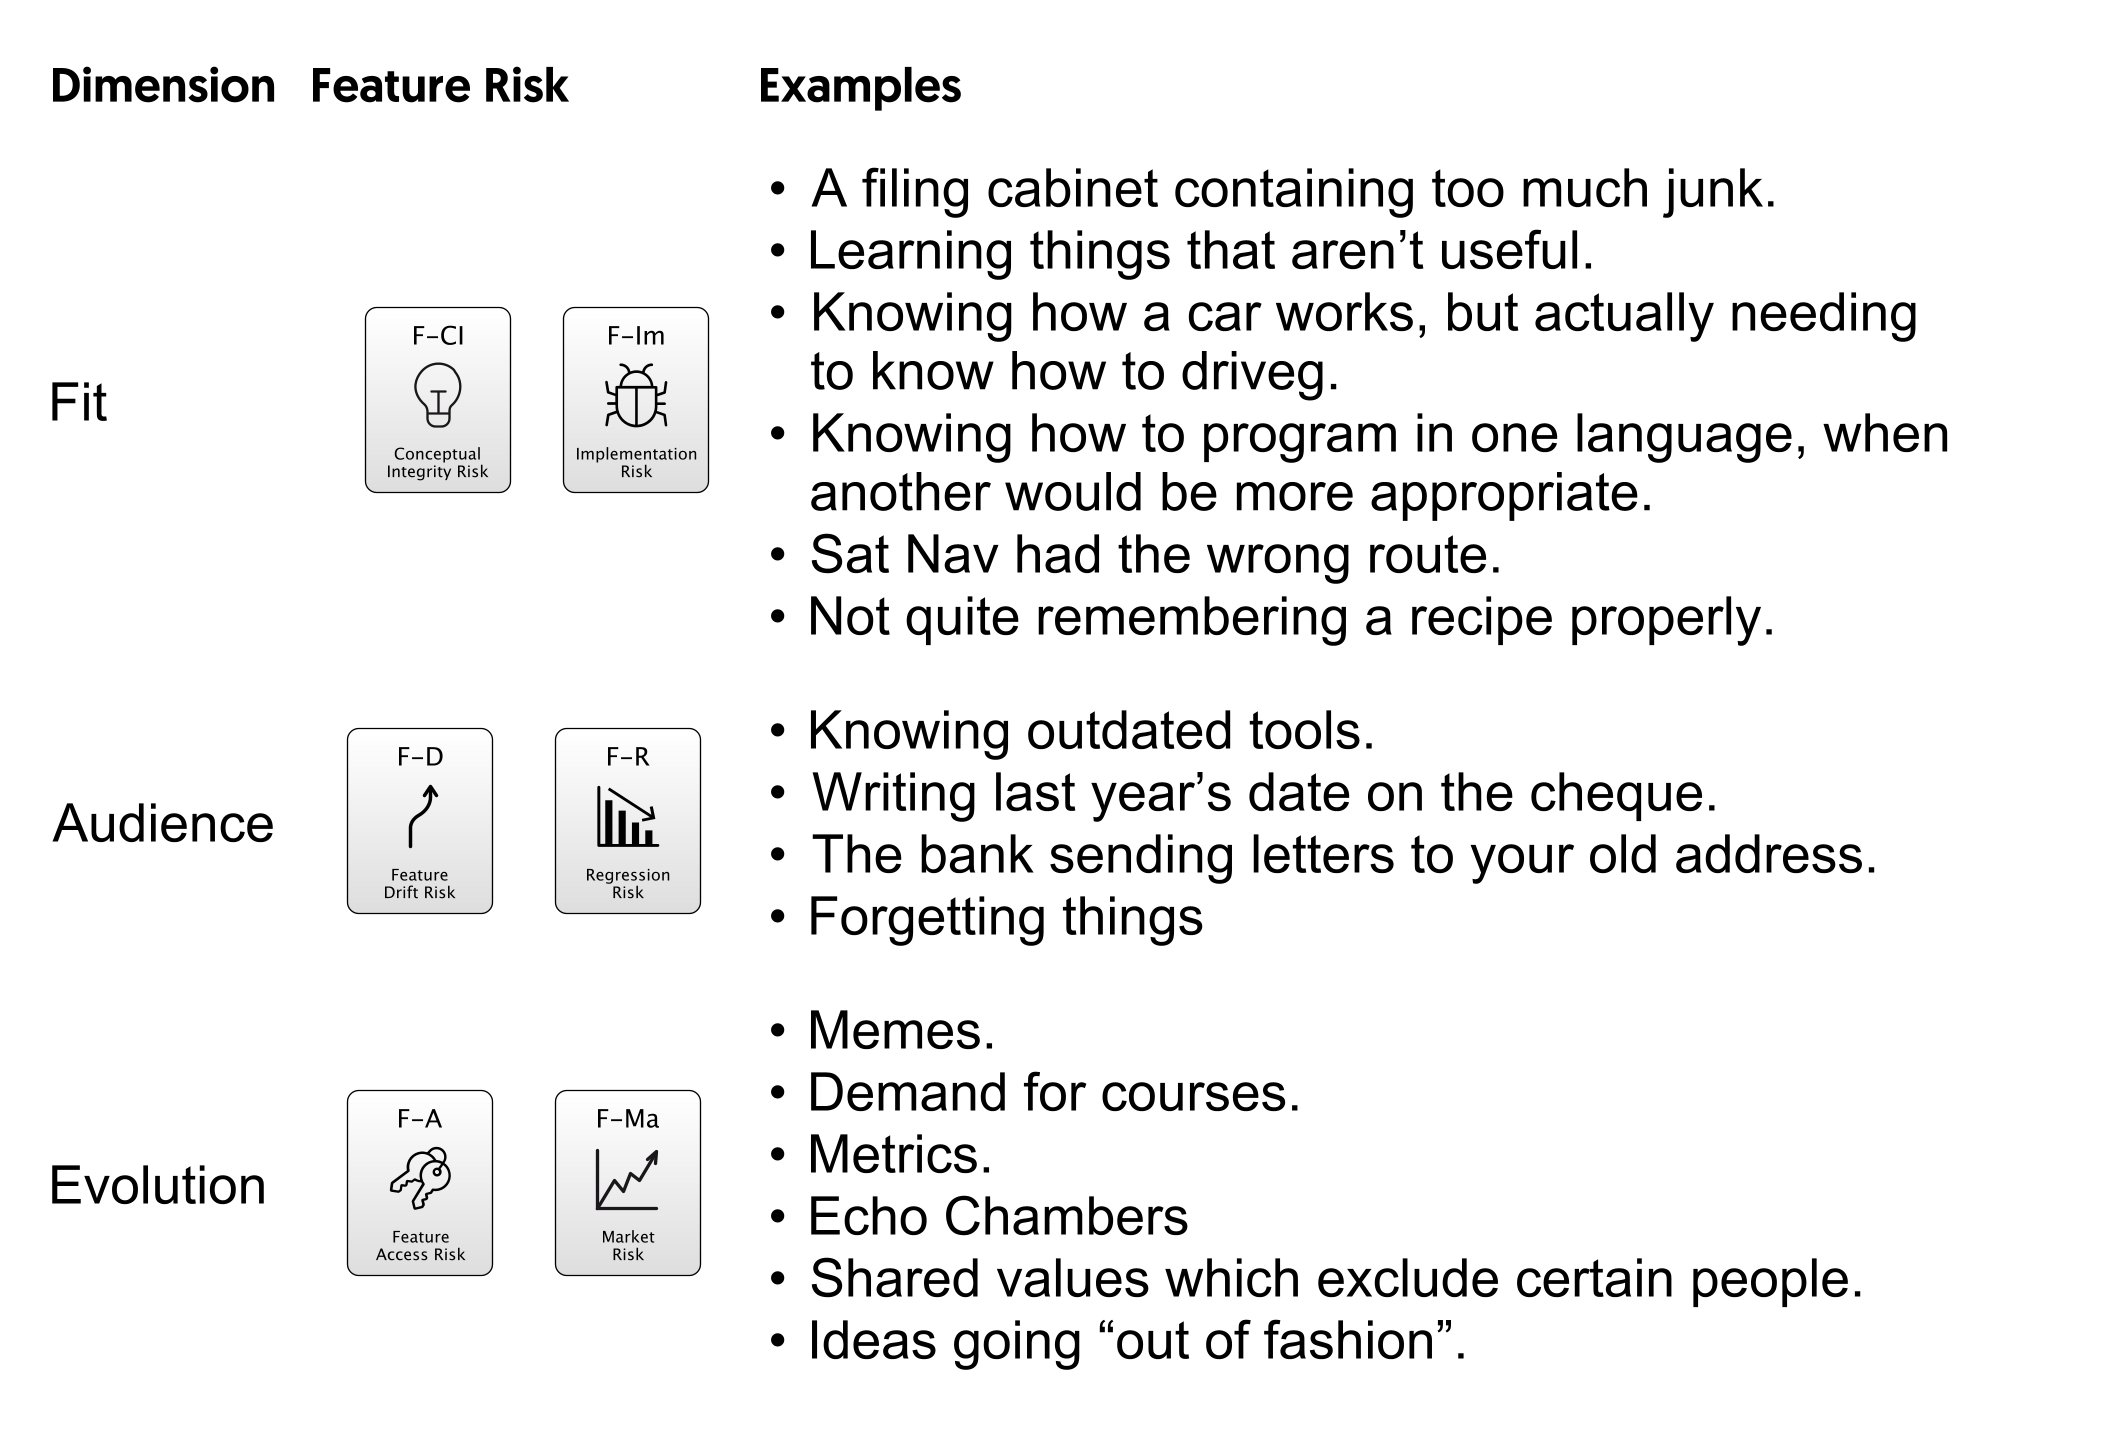 Dimension Feature Risk Examples
Fit
F-CI
Conceptual
Integrity Risk
F-Im
Implementation
Risk
• A filing cabinet containing too much junk.
• Learning things that aren’t useful.
• Knowing how a car works, but actually needing
to know how to driveg.
• Knowing how to program in one language, when
another would be more appropriate.
• Sat Nav had the wrong route.
• Not quite remembering a recipe properly.
Audience
F-D
Feature
Drift Risk
F-R
Regression
Risk
• Knowing outdated tools.
• Writing last year’s date on the cheque.
• The bank sending letters to your old address.
• Forgetting things
Evolution
F-A
Feature
Access Risk
F-Ma
Market
Risk
• Memes.
• Demand for courses.
• Metrics.
• Echo Chambers
• Shared values which exclude certain people.
• Ideas going “out of fashion”.